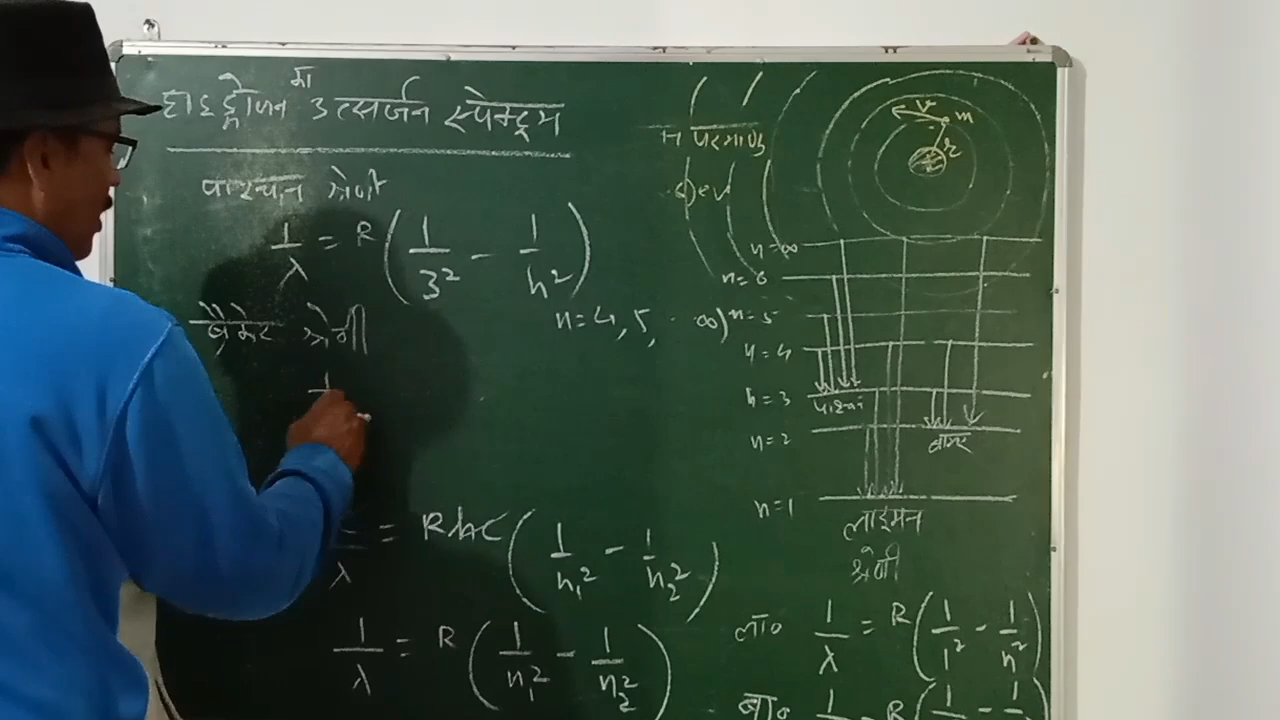 हाइड्रोजन का उत्सर्जन स्पेक्ट्रम
पाश्चन श्रेणी
1/λ = R (1/3² - 1/n²)
n=4,5, - ∞)
श्रेणी
= Rhc (1/n₁² - 1/n₂²)
λ
1/λ = R (1/n₁² - 1/n₂²)
H परमाणु
v
m
r
n=∞
n=6
n=5
n=4
n=3
पाश्चन
n=2
बामर
n=1
लाइमन
श्रेणी
ला० 1/λ = R (1/1² - 1/n²)
बा० 1 R (1 - 1